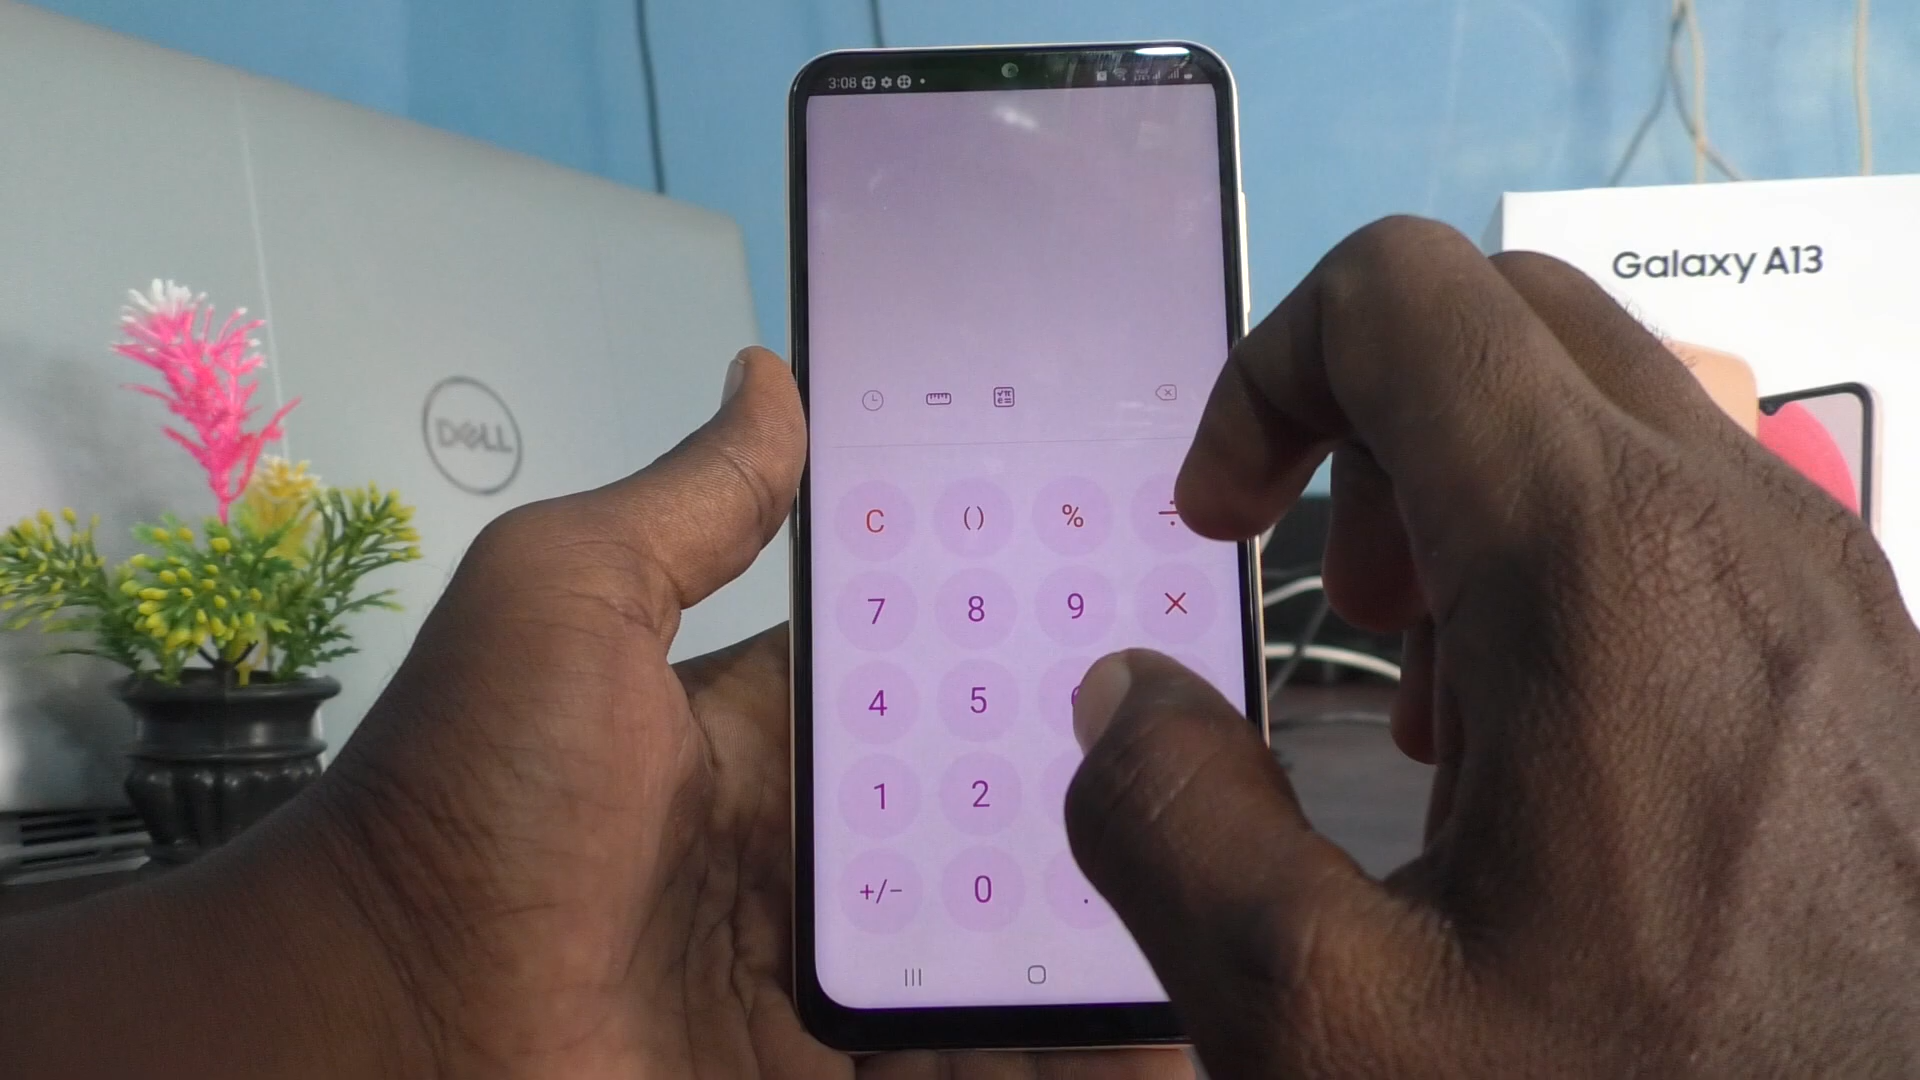 3:08
Galaxy A13
DELL
C () % ÷
7 8 9 ×
4 5
1 2
+/− 0 .